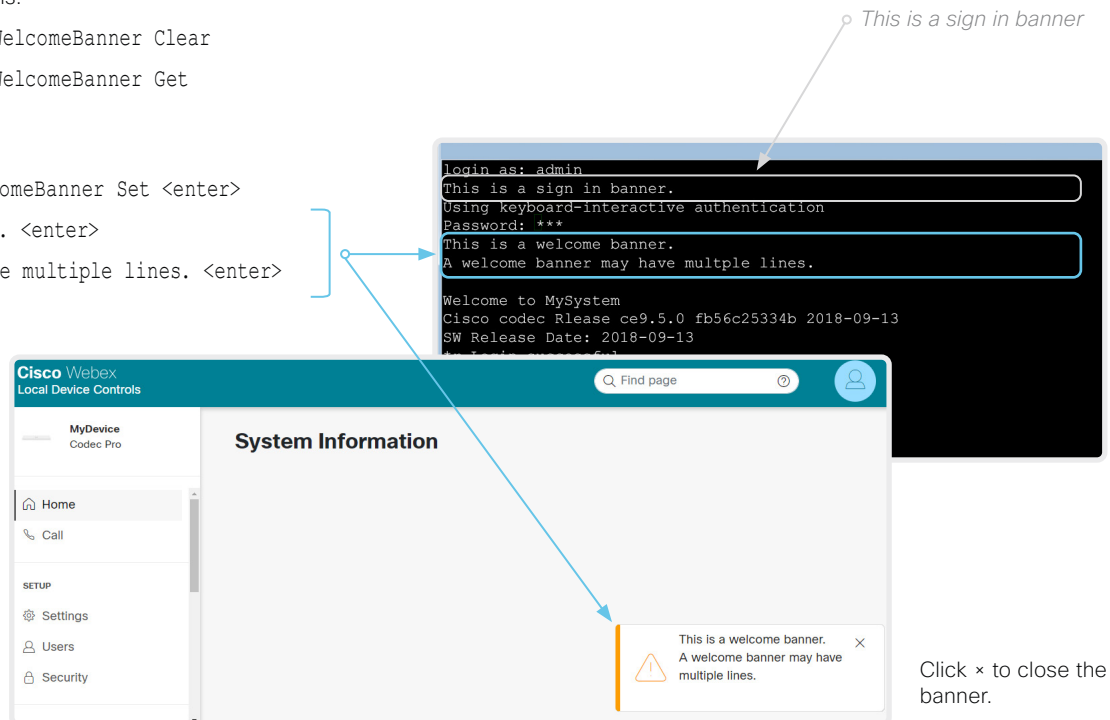 This is a sign in banner
WelcomeBanner Clear
WelcomeBanner Get
login as: admin
This is a sign in banner.
Using keyboard-interactive authentication
Password: ***
This is a welcome banner.
A welcome banner may have multple lines.
Welcome to MySystem
Cisco codec Rlease ce9.5.0 fb56c25334b 2018-09-13
SW Release Date: 2018-09-13
*r Login successful
omeBanner Set <enter>
. <enter>
e multiple lines. <enter>
Cisco Webex
Local Device Controls
Find page
MyDevice
Codec Pro
System Information
Home
Call
SETUP
Settings
Users
Security
This is a welcome banner.
A welcome banner may have
multiple lines.
Click × to close the
banner.